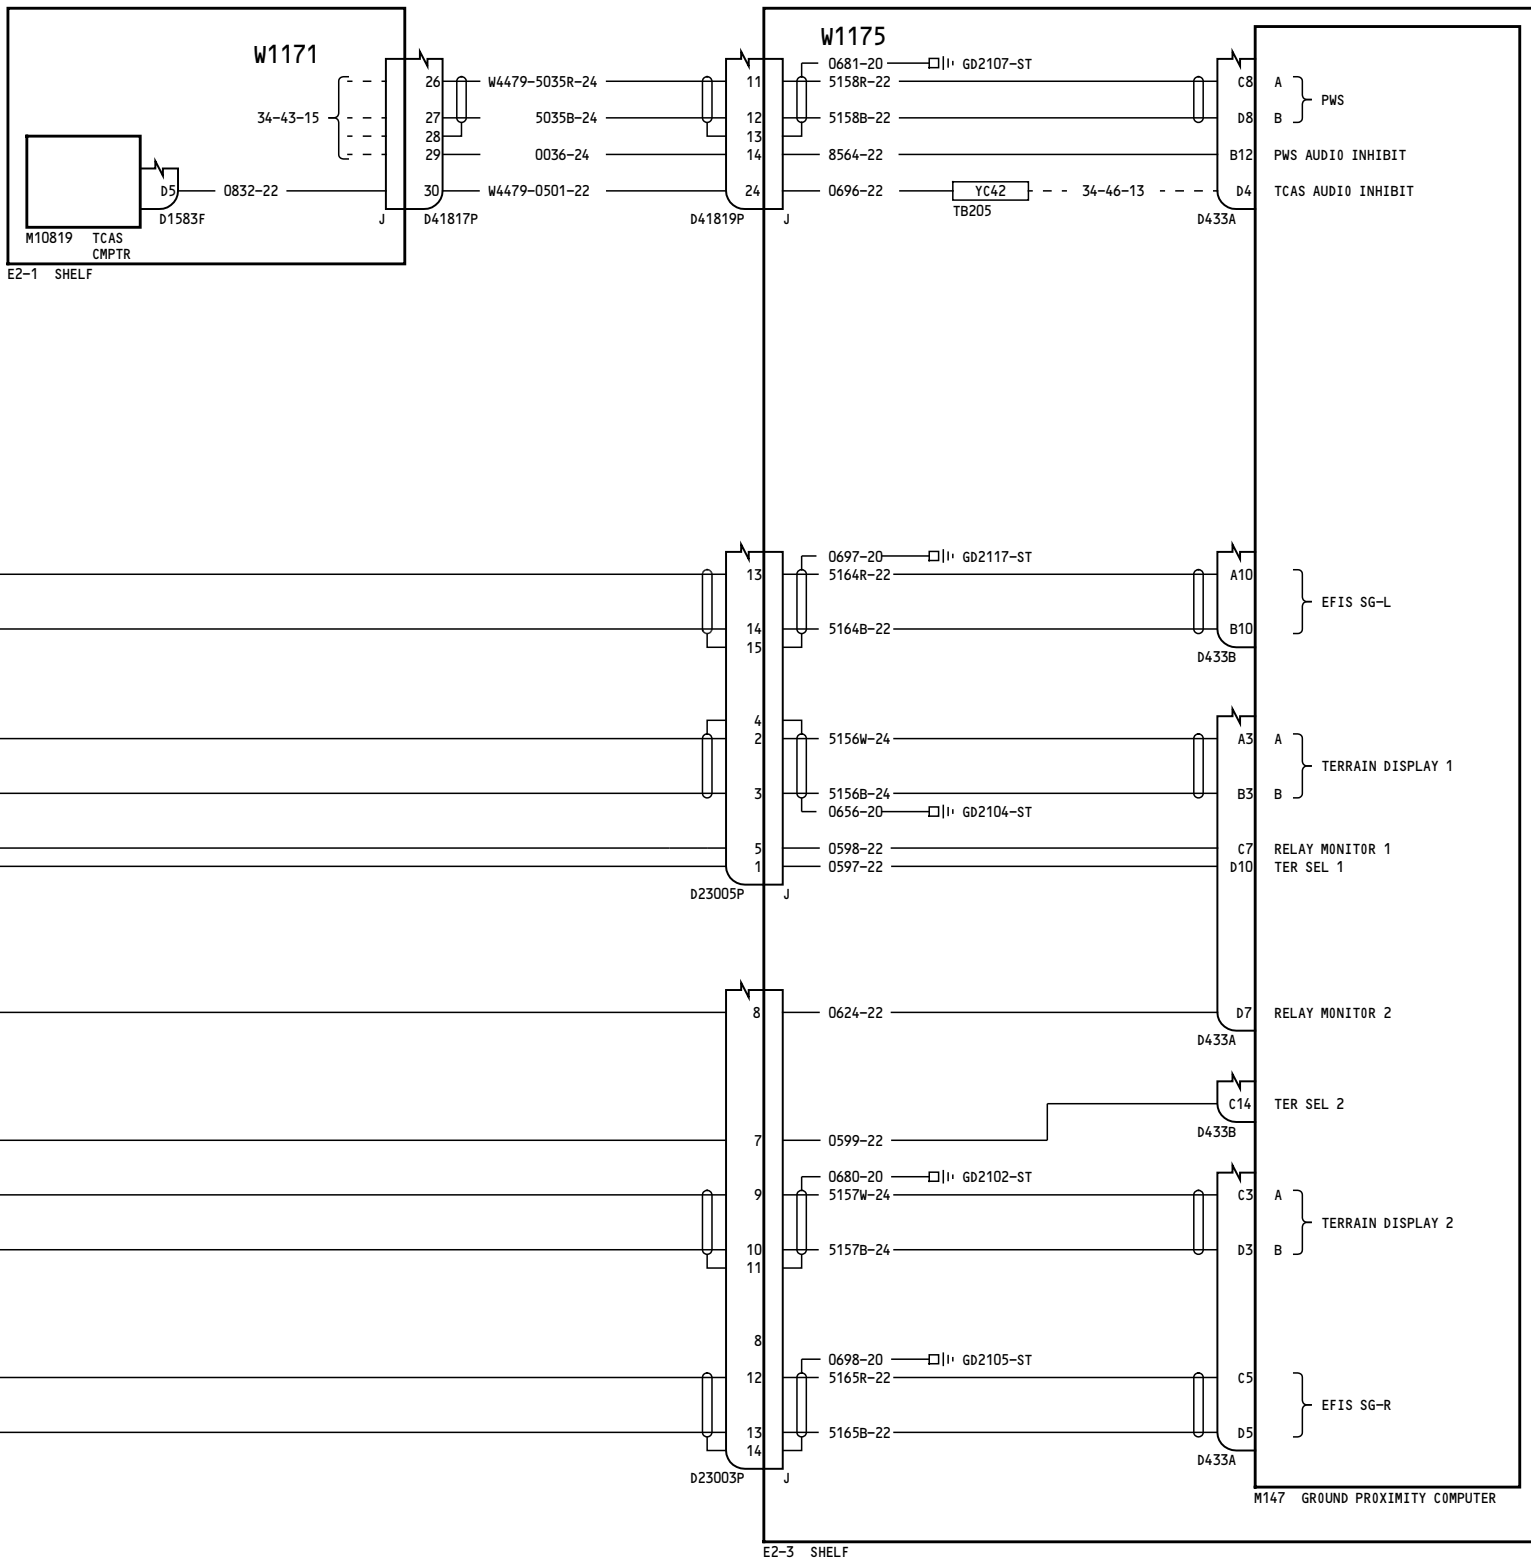 W1171
W1175
0681-20 GD2107-ST
26 W4479-5035R-24 11 5158R-22 C8 A
PWS
34-43-15 27 5035B-24 12 5158B-22 D8 B
28 13
29 0036-24 14 8564-22 B12 PWS AUDIO INHIBIT
D5 0832-22 30 W4479-0501-22 24 0696-22 YC42 34-46-13 D4 TCAS AUDIO INHIBIT
TB205
D1583F J D41817P D41819P J D433A
M10819 TCAS
CMPTR
E2-1 SHELF
0697-20 GD2117-ST
13 5164R-22 A10
EFIS SG-L
14 5164B-22 B10
15
D433B
4
2 5156W-24 A3 A
TERRAIN DISPLAY 1
3 5156B-24 B3 B
0656-20 GD2104-ST
5 0598-22 C7 RELAY MONITOR 1
1 0597-22 D10 TER SEL 1
D23005P J
8 0624-22 D7 RELAY MONITOR 2
D433A
C14 TER SEL 2
D433B
7 0599-22
0680-20 GD2102-ST
9 5157W-24 C3 A
TERRAIN DISPLAY 2
10 5157B-24 D3 B
11
8
0698-20 GD2105-ST
12 5165R-22 C5
EFIS SG-R
13 5165B-22 D5
14
D433A
D23003P J
M147 GROUND PROXIMITY COMPUTER
E2-3 SHELF